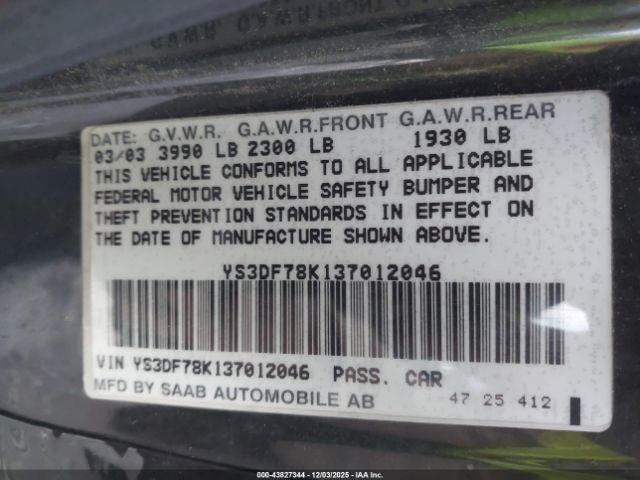 DATE: G.V.W.R. G.A.W.R.FRONT G.A.W.R.REAR
03/03 3990 LB 2300 LB 1930 LB
THIS VEHICLE CONFORMS TO ALL APPLICABLE
FEDERAL MOTOR VEHICLE SAFETY BUMPER AND
THEFT PREVENTION STANDARDS IN EFFECT ON
THE DATE OF MANUFACTURE SHOWN ABOVE.
YS3DF78K137012046
VIN YS3DF78K137012046 PASS. CAR
MFD BY SAAB AUTOMOBILE AB 47 25 412
000-43827344 - 12/03/2025 - IAA Inc.